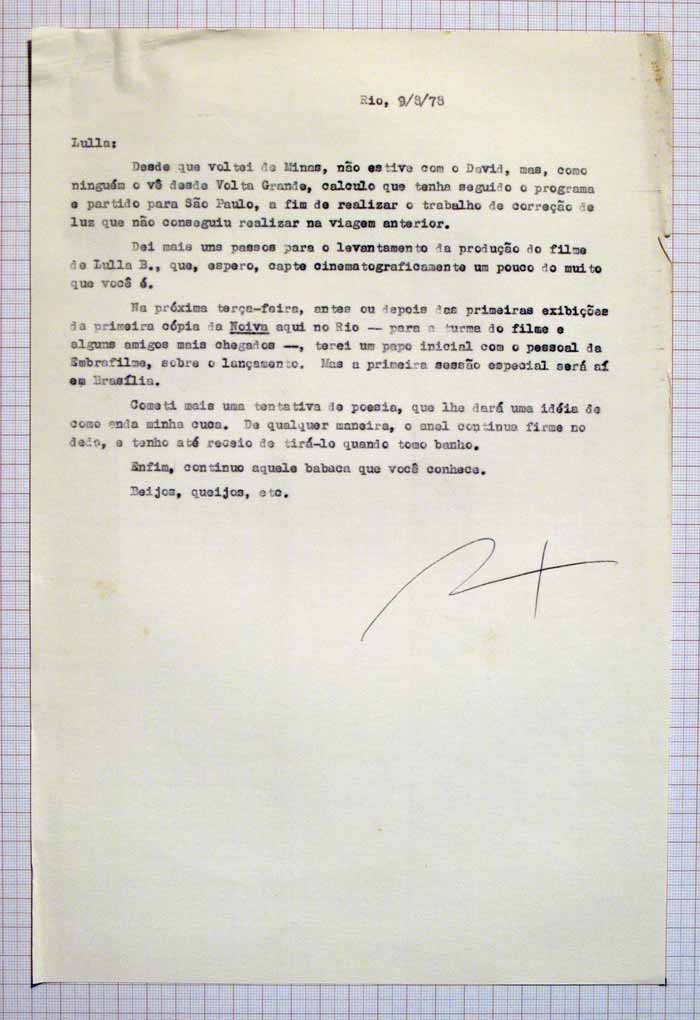 Rio, 9/8/78
Lulla:
Desde que voltei de Minas, não estive com o David, mas, como
ninguém o vê desde Volta Grande, calculo que tenha seguido o programa
e partido para São Paulo, a fim de realizar o trabalho de correção de
luz que não conseguiu realizar na viagem anterior.
Dei mais uns passos para o levantamento da produção do filme
de Lulla B., que, espero, capte cinematograficamente um pouco do muito
que você é.
Na próxima terça-feira, antes ou depois das primeiras exibições
da primeira cópia da Noiva aqui no Rio — para a turma do filme e
alguns amigos mais chegados —, terei um papo inicial com o pessoal da
Embrafilme, sobre o lançamento. Mas a primeira sessão especial será aí
em Brasília.
Cometi mais uma tentativa de poesia, que lhe dará uma idéia de
como anda minha cuca. De qualquer maneira, o anel continua firme no
dedo, e tenho até receio de tirá-lo quando tomo banho.
Enfim, continuo aquele babaca que você conhece.
Beijos, queijos, etc.